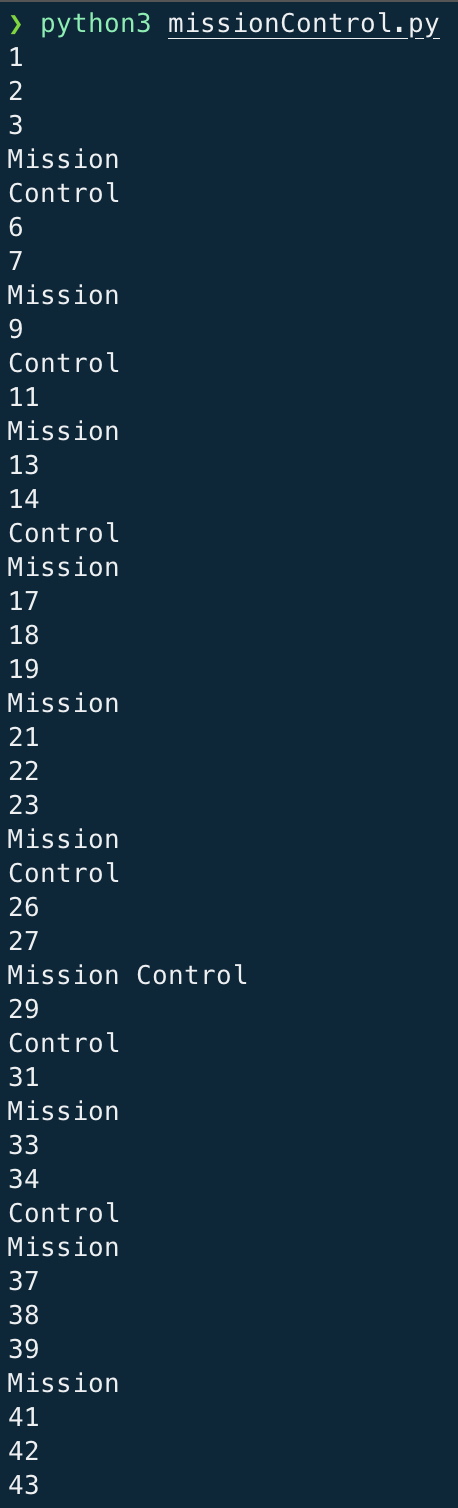 ❯ python3 missionControl.py
1
2
3
Mission
Control
6
7
Mission
9
Control
11
Mission
13
14
Control
Mission
17
18
19
Mission
21
22
23
Mission
Control
26
27
Mission Control
29
Control
31
Mission
33
34
Control
Mission
37
38
39
Mission
41
42
43